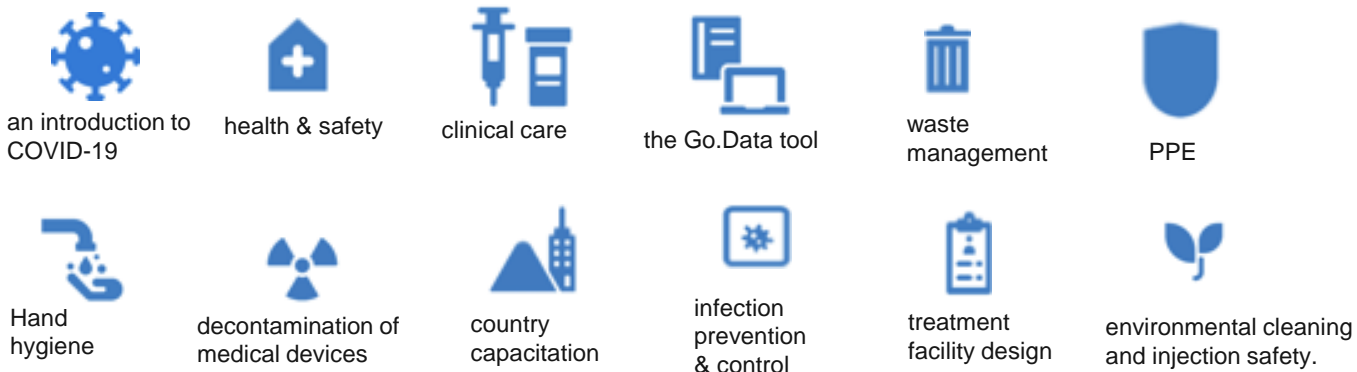 an introduction to
COVID-19
health & safety
clinical care
the Go.Data tool
waste
management
PPE
Hand
hygiene
decontamination of
medical devices
country
capacitation
infection
prevention
& control
treatment
facility design
environmental cleaning
and injection safety.